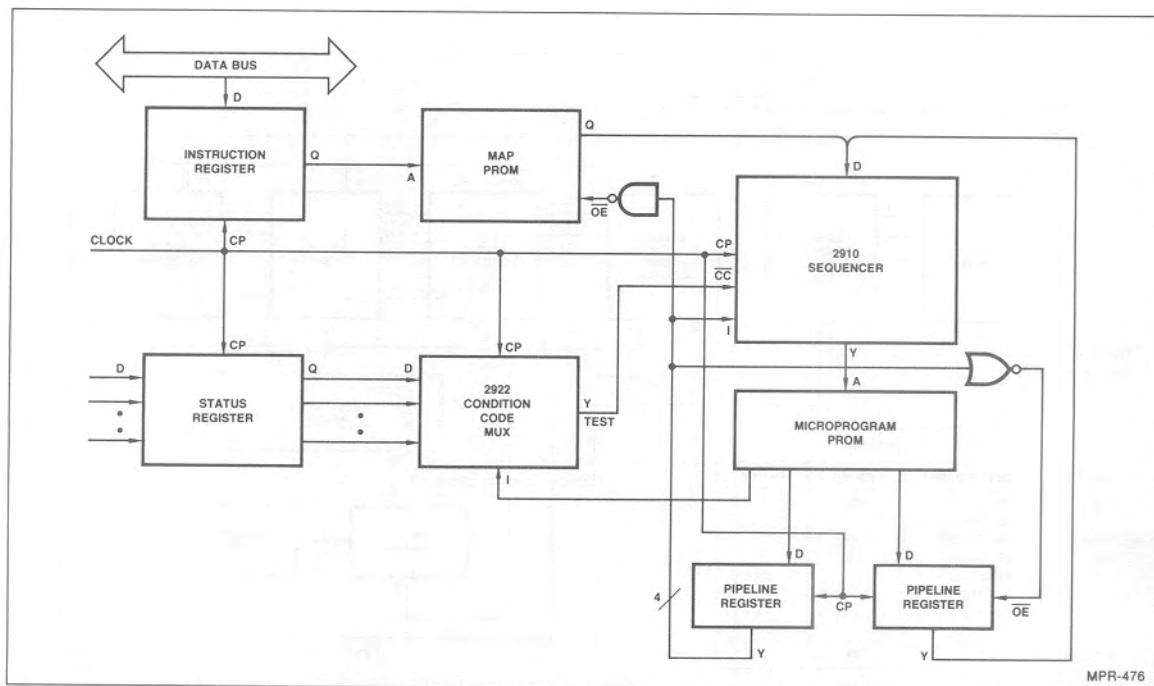 DATA BUS
D
INSTRUCTION
REGISTER
Q
A
MAP
PROM
Q
OE
D
CLOCK
CP
CP
CC
I
2910
SEQUENCER
Y
A
CP
CP
D
STATUS
REGISTER
Q
D
2922
CONDITION
CODE
MUX
Y
TEST
I
MICROPROGRAM
PROM
D
D
4
PIPELINE
REGISTER
CP
PIPELINE
REGISTER
OE
Y
Y
MPR-476